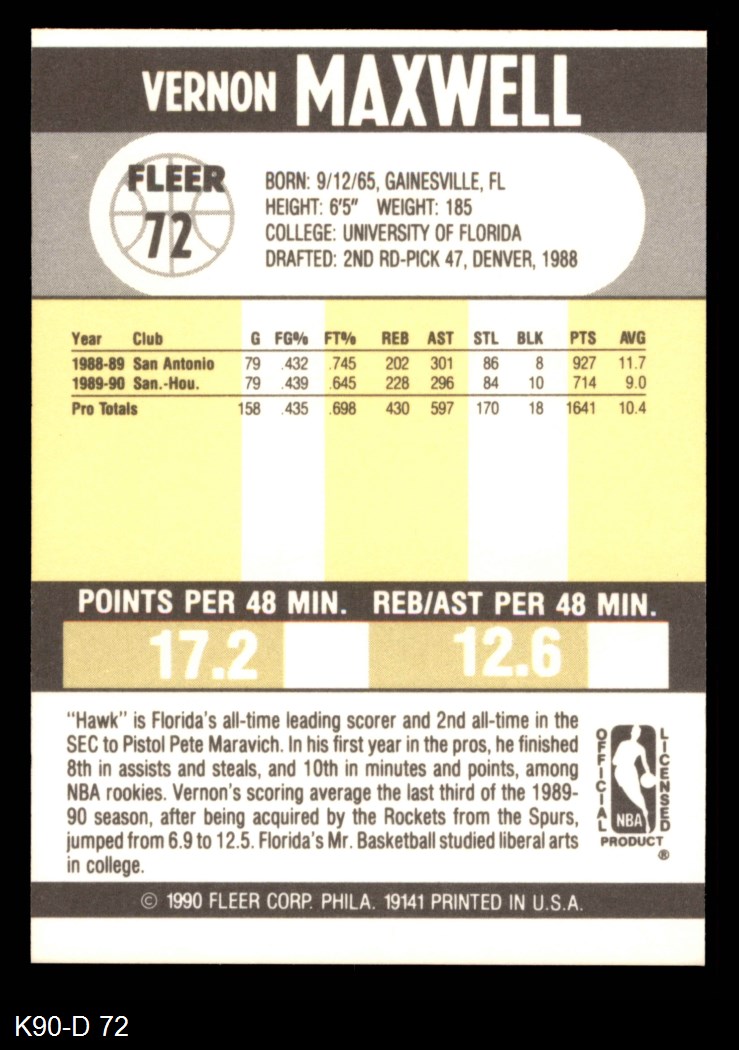 VERNON MAXWELL
FLEER
72
BORN: 9/12/65, GAINESVILLE, FL
HEIGHT: 6'5" WEIGHT: 185
COLLEGE: UNIVERSITY OF FLORIDA
DRAFTED: 2ND RD-PICK 47, DENVER, 1988
Year Club G FG% FT% REB AST STL BLK PTS AVG
1988-89 San Antonio 79 .432 .745 202 301 86 8 927 11.7
1989-90 San.-Hou. 79 .439 .645 228 296 84 10 714 9.0
Pro Totals 158 .435 .698 430 597 170 18 1641 10.4
POINTS PER 48 MIN. REB/AST PER 48 MIN.
17.2 12.6
"Hawk" is Florida's all-time leading scorer and 2nd all-time in the
SEC to Pistol Pete Maravich. In his first year in the pros, he finished
8th in assists and steals, and 10th in minutes and points, among
NBA rookies. Vernon's scoring average the last third of the 1989-
90 season, after being acquired by the Rockets from the Spurs,
jumped from 6.9 to 12.5. Florida's Mr. Basketball studied liberal arts
in college.
OFFICIAL LICENSED
NBA
PRODUCT
®
© 1990 FLEER CORP. PHILA. 19141 PRINTED IN U.S.A.
K90-D 72